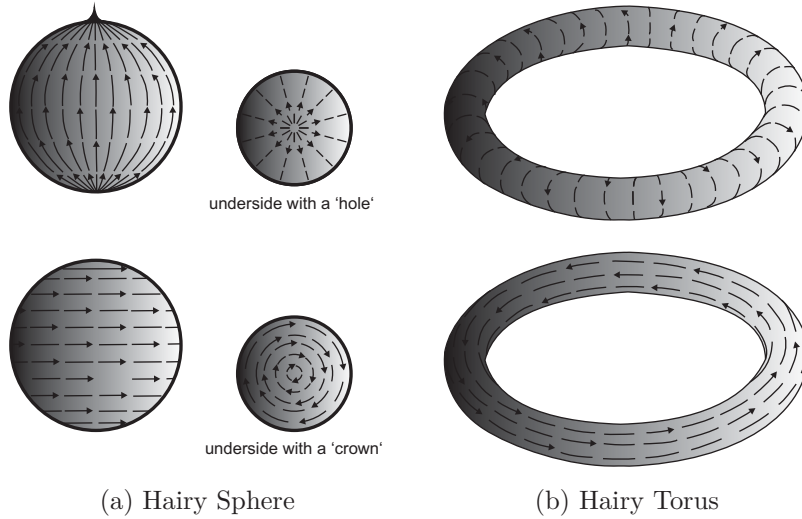 underside with a ‘hole‘
underside with a ‘crown‘
(a) Hairy Sphere
(b) Hairy Torus